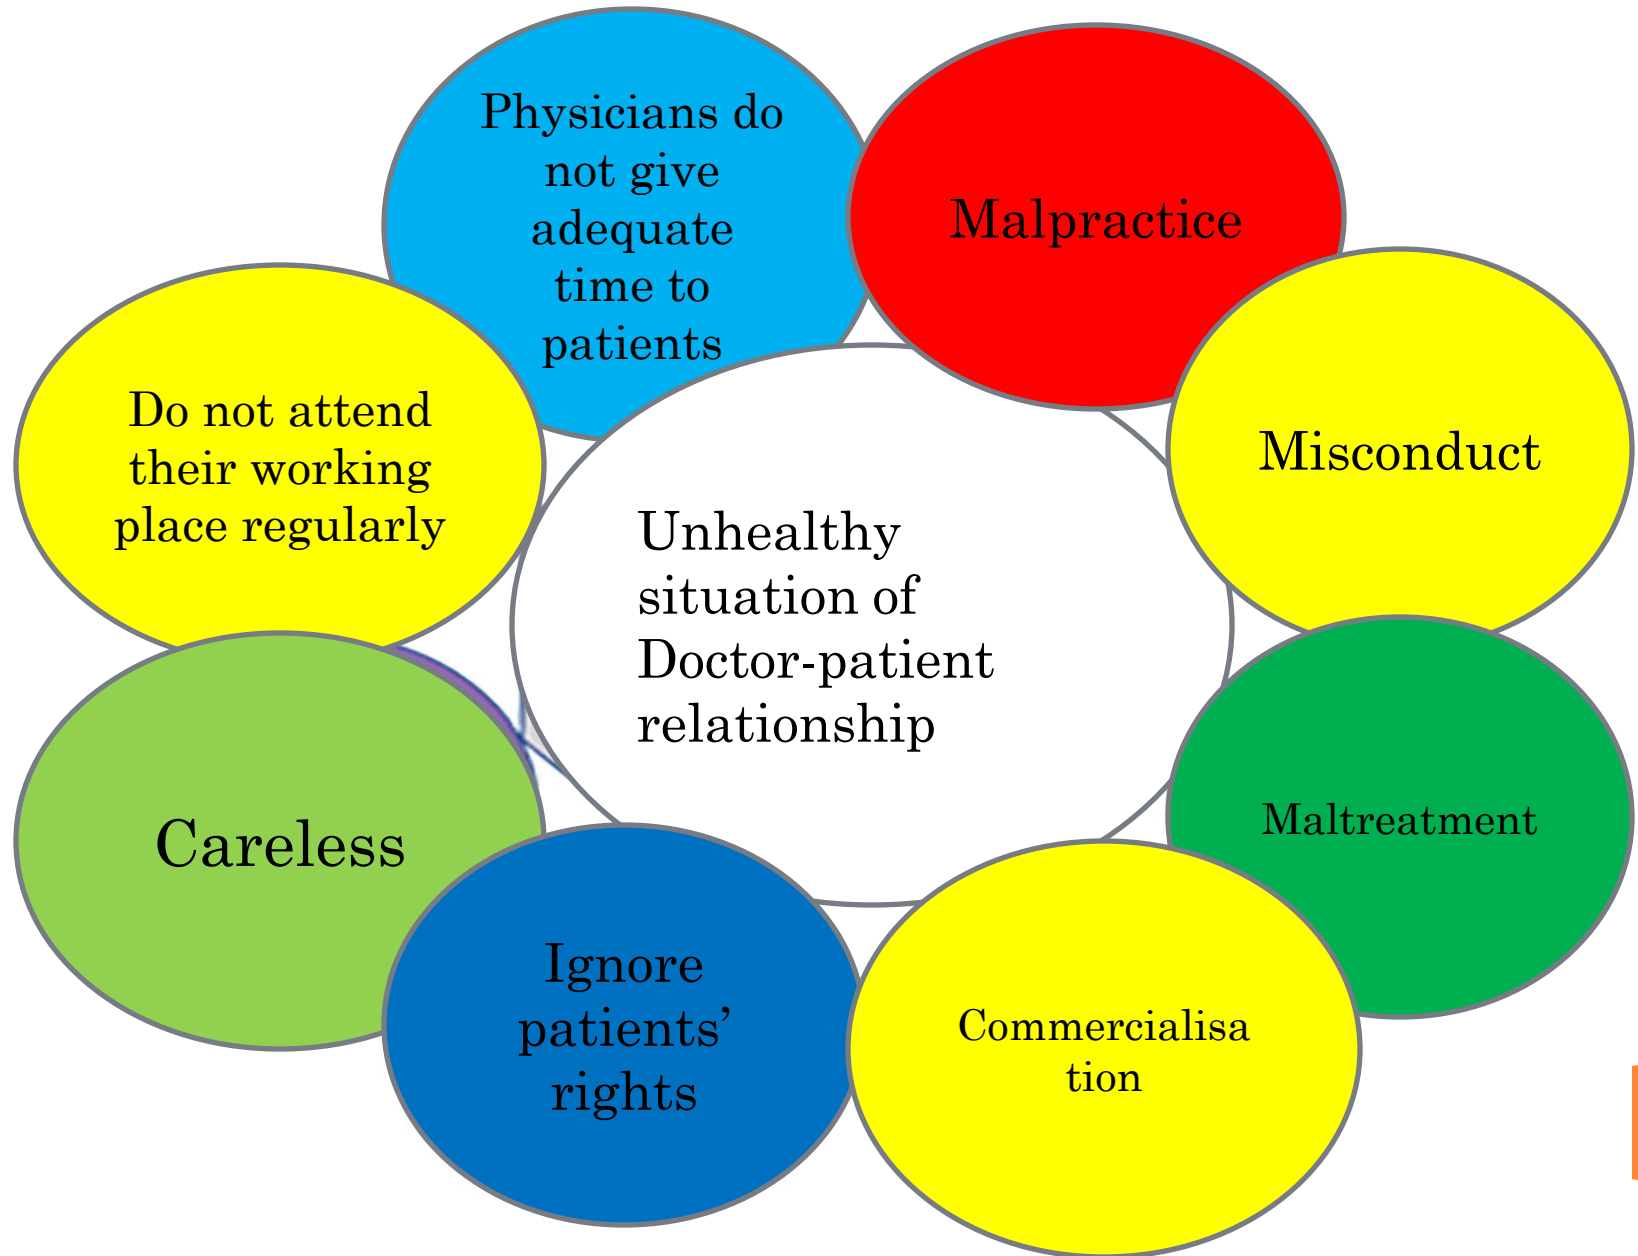 Physicians do
not give
adequate
time to
patients
Malpractice
Misconduct
Maltreatment
Commercialisa
tion
Ignore
patients’
rights
Careless
Do not attend
their working
place regularly
Unhealthy
situation of
Doctor-patient
relationship